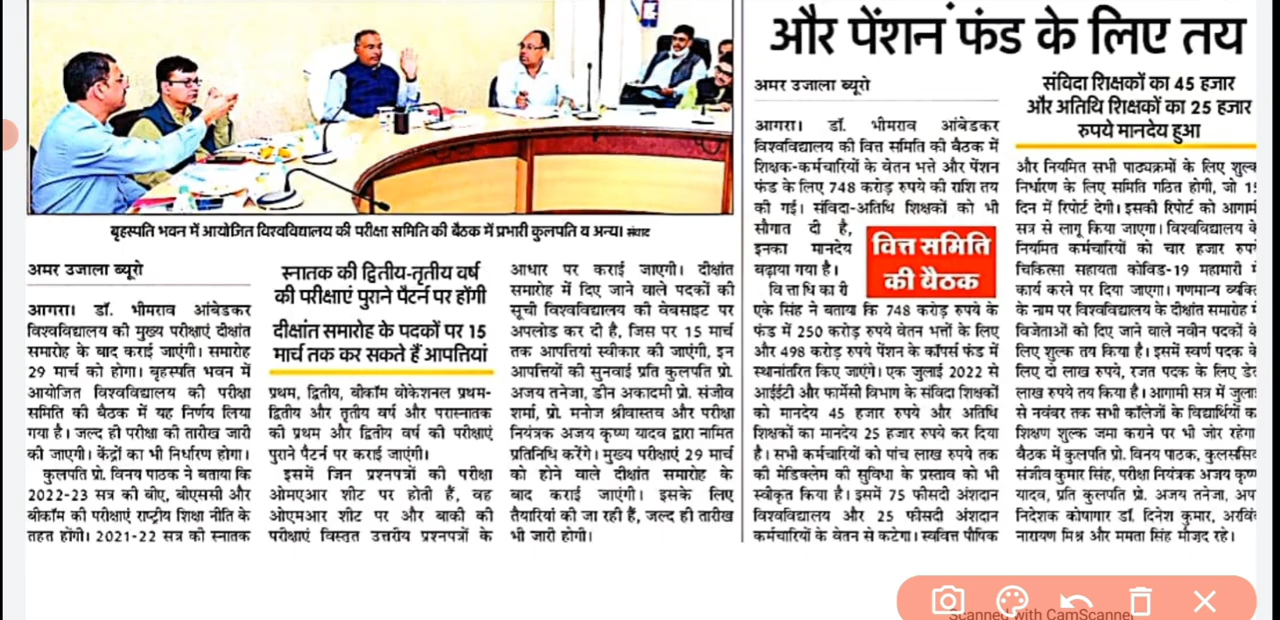 और पेंशन फंड के लिए तय
बृहस्पति भवन में आयोजित विश्वविद्यालय की परीक्षा समिति की बैठक में प्रभारी कुलपति व अन्य। संवाद
अमर उजाला ब्यूरो
आगरा। डॉ. भीमराव आंबेडकर
विश्वविद्यालय की मुख्य परीक्षाएं दीक्षांत
समारोह के बाद कराई जाएंगी। समारोह
29 मार्च को होगा। बृहस्पति भवन में
आयोजित विश्वविद्यालय की परीक्षा
समिति की बैठक में यह निर्णय लिया
गया है। जल्द ही परीक्षा की तारीख जारी
की जाएगी। केंद्रों का भी निर्धारण होगा।
कुलपति प्रो. विनय पाठक ने बताया कि
2022-23 सत्र की बीए, बीएससी और
बीकॉम की परीक्षाएं राष्ट्रीय शिक्षा नीति के
तहत होंगी। 2021-22 सत्र की स्नातक
स्नातक की द्वितीय-तृतीय वर्ष
की परीक्षाएं पुराने पैटर्न पर होंगी
दीक्षांत समारोह के पदकों पर 15
मार्च तक कर सकते हैं आपत्तियां
प्रथम, द्वितीय, बीकॉम वोकेशनल प्रथम-
द्वितीय और तृतीय वर्ष और परास्नातक
की प्रथम और द्वितीय वर्ष की परीक्षाएं
पुराने पैटर्न पर कराई जाएंगी।
इसमें जिन प्रश्नपत्रों की परीक्षा
ओएमआर शीट पर होती हैं, वह
ओएमआर शीट पर और बाकी की
परीक्षाएं विस्तृत उत्तरीय प्रश्नपत्रों के
आधार पर कराई जाएगी। दीक्षांत
समारोह में दिए जाने वाले पदकों की
सूची विश्वविद्यालय की वेबसाइट पर
अपलोड कर दी है, जिस पर 15 मार्च
तक आपत्तियां स्वीकार की जाएंगी, इन
आपत्तियों की सुनवाई प्रति कुलपति प्रो.
अजय तनेजा, डीन अकादमी प्रो. संजीव
शर्मा, प्रो. मनोज श्रीवास्तव और परीक्षा
नियंत्रक अजय कृष्ण यादव द्वारा नामित
प्रतिनिधि करेंगे। मुख्य परीक्षाएं 29 मार्च
को होने वाले दीक्षांत समारोह के
बाद कराई जाएंगी। इसके लिए
तैयारियां की जा रही हैं, जल्द ही तारीख
भी जारी होगी।
अमर उजाला ब्यूरो
आगरा। डॉ. भीमराव आंबेडकर
विश्वविद्यालय की वित्त समिति की बैठक में
शिक्षक-कर्मचारियों के वेतन भत्ते और पेंशन
फंड के लिए 748 करोड़ रुपये की राशि तय
की गई। संविदा-अतिथि शिक्षकों को भी
सौगात दी है,
इनका मानदेय
बढ़ाया गया है।
वित्त समिति
की बैठक
वित्ताधिकारी
एके सिंह ने बताया कि 748 करोड़ रुपये के
फंड में 250 करोड़ रुपये वेतन भत्तों के लिए
और 498 करोड़ रुपये पेंशन के कॉपर्स फंड में
स्थानांतरित किए जाएंगे। एक जुलाई 2022 से
आईईटी और फार्मेसी विभाग के संविदा शिक्षकों
को मानदेय 45 हजार रुपये और अतिथि
शिक्षकों का मानदेय 25 हजार रुपये कर दिया
है। सभी कर्मचारियों को पांच लाख रुपये तक
की मेडिक्लेम की सुविधा के प्रस्ताव को भी
स्वीकृत किया है। इसमें 75 फीसदी अंशदान
विश्वविद्यालय और 25 फीसदी अंशदान
कर्मचारियों के वेतन से कटेगा। स्ववित्त पोषित
संविदा शिक्षकों का 45 हजार
और अतिथि शिक्षकों का 25 हजार
रुपये मानदेय हुआ
और नियमित सभी पाठ्यक्रमों के लिए शुल्क
निर्धारण के लिए समिति गठित होगी, जो 15
दिन में रिपोर्ट देगी। इसकी रिपोर्ट को आगामी
सत्र से लागू किया जाएगा। विश्वविद्यालय के
नियमित कर्मचारियों को चार हजार रुपये
चिकित्सा सहायता कोविड-19 महामारी में
कार्य करने पर दिया जाएगा। गणमान्य व्यक्ति
के नाम पर विश्वविद्यालय के दीक्षांत समारोह में
विजेताओं को दिए जाने वाले नवीन पदकों के
लिए शुल्क तय किया है। इसमें स्वर्ण पदक के
लिए दो लाख रुपये, रजत पदक के लिए डेढ़
लाख रुपये तय किया है। आगामी सत्र में जुलाई
से नवंबर तक सभी कॉलेजों के विद्यार्थियों का
शिक्षण शुल्क जमा कराने पर भी जोर रहेगा
बैठक में कुलपति प्रो. विनय पाठक, कुलसचिव
संजीव कुमार सिंह, परीक्षा नियंत्रक अजय कृष्ण
यादव, प्रति कुलपति प्रो. अजय तनेजा, अपर
निदेशक कोषागार डॉ. दिनेश कुमार, अरविंद
नारायण मिश्र और ममता सिंह मौजूद रहे।
Scanned with CamScanner